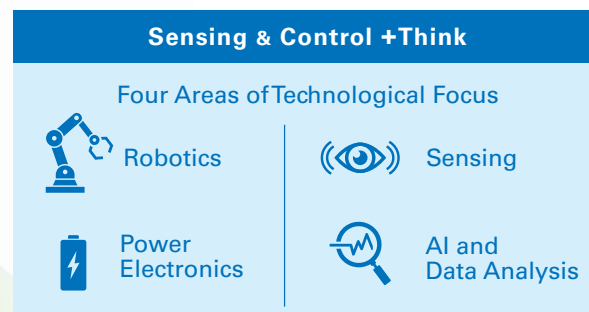 Sensing & Control +Think
Four Areas of Technological Focus
Robotics
Sensing
Power
Electronics
AI and
Data Analysis